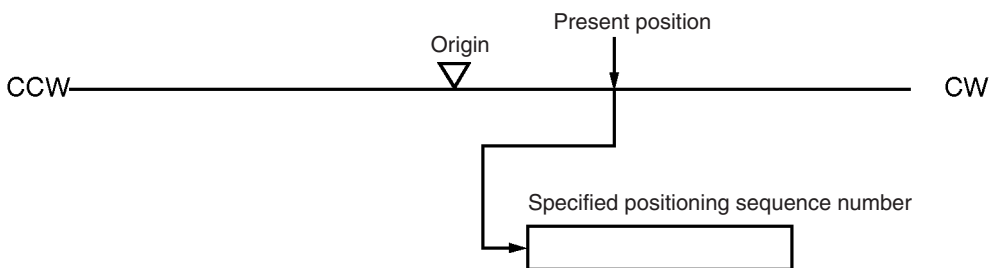 Present position
Origin
CCW
CW
Specified positioning sequence number